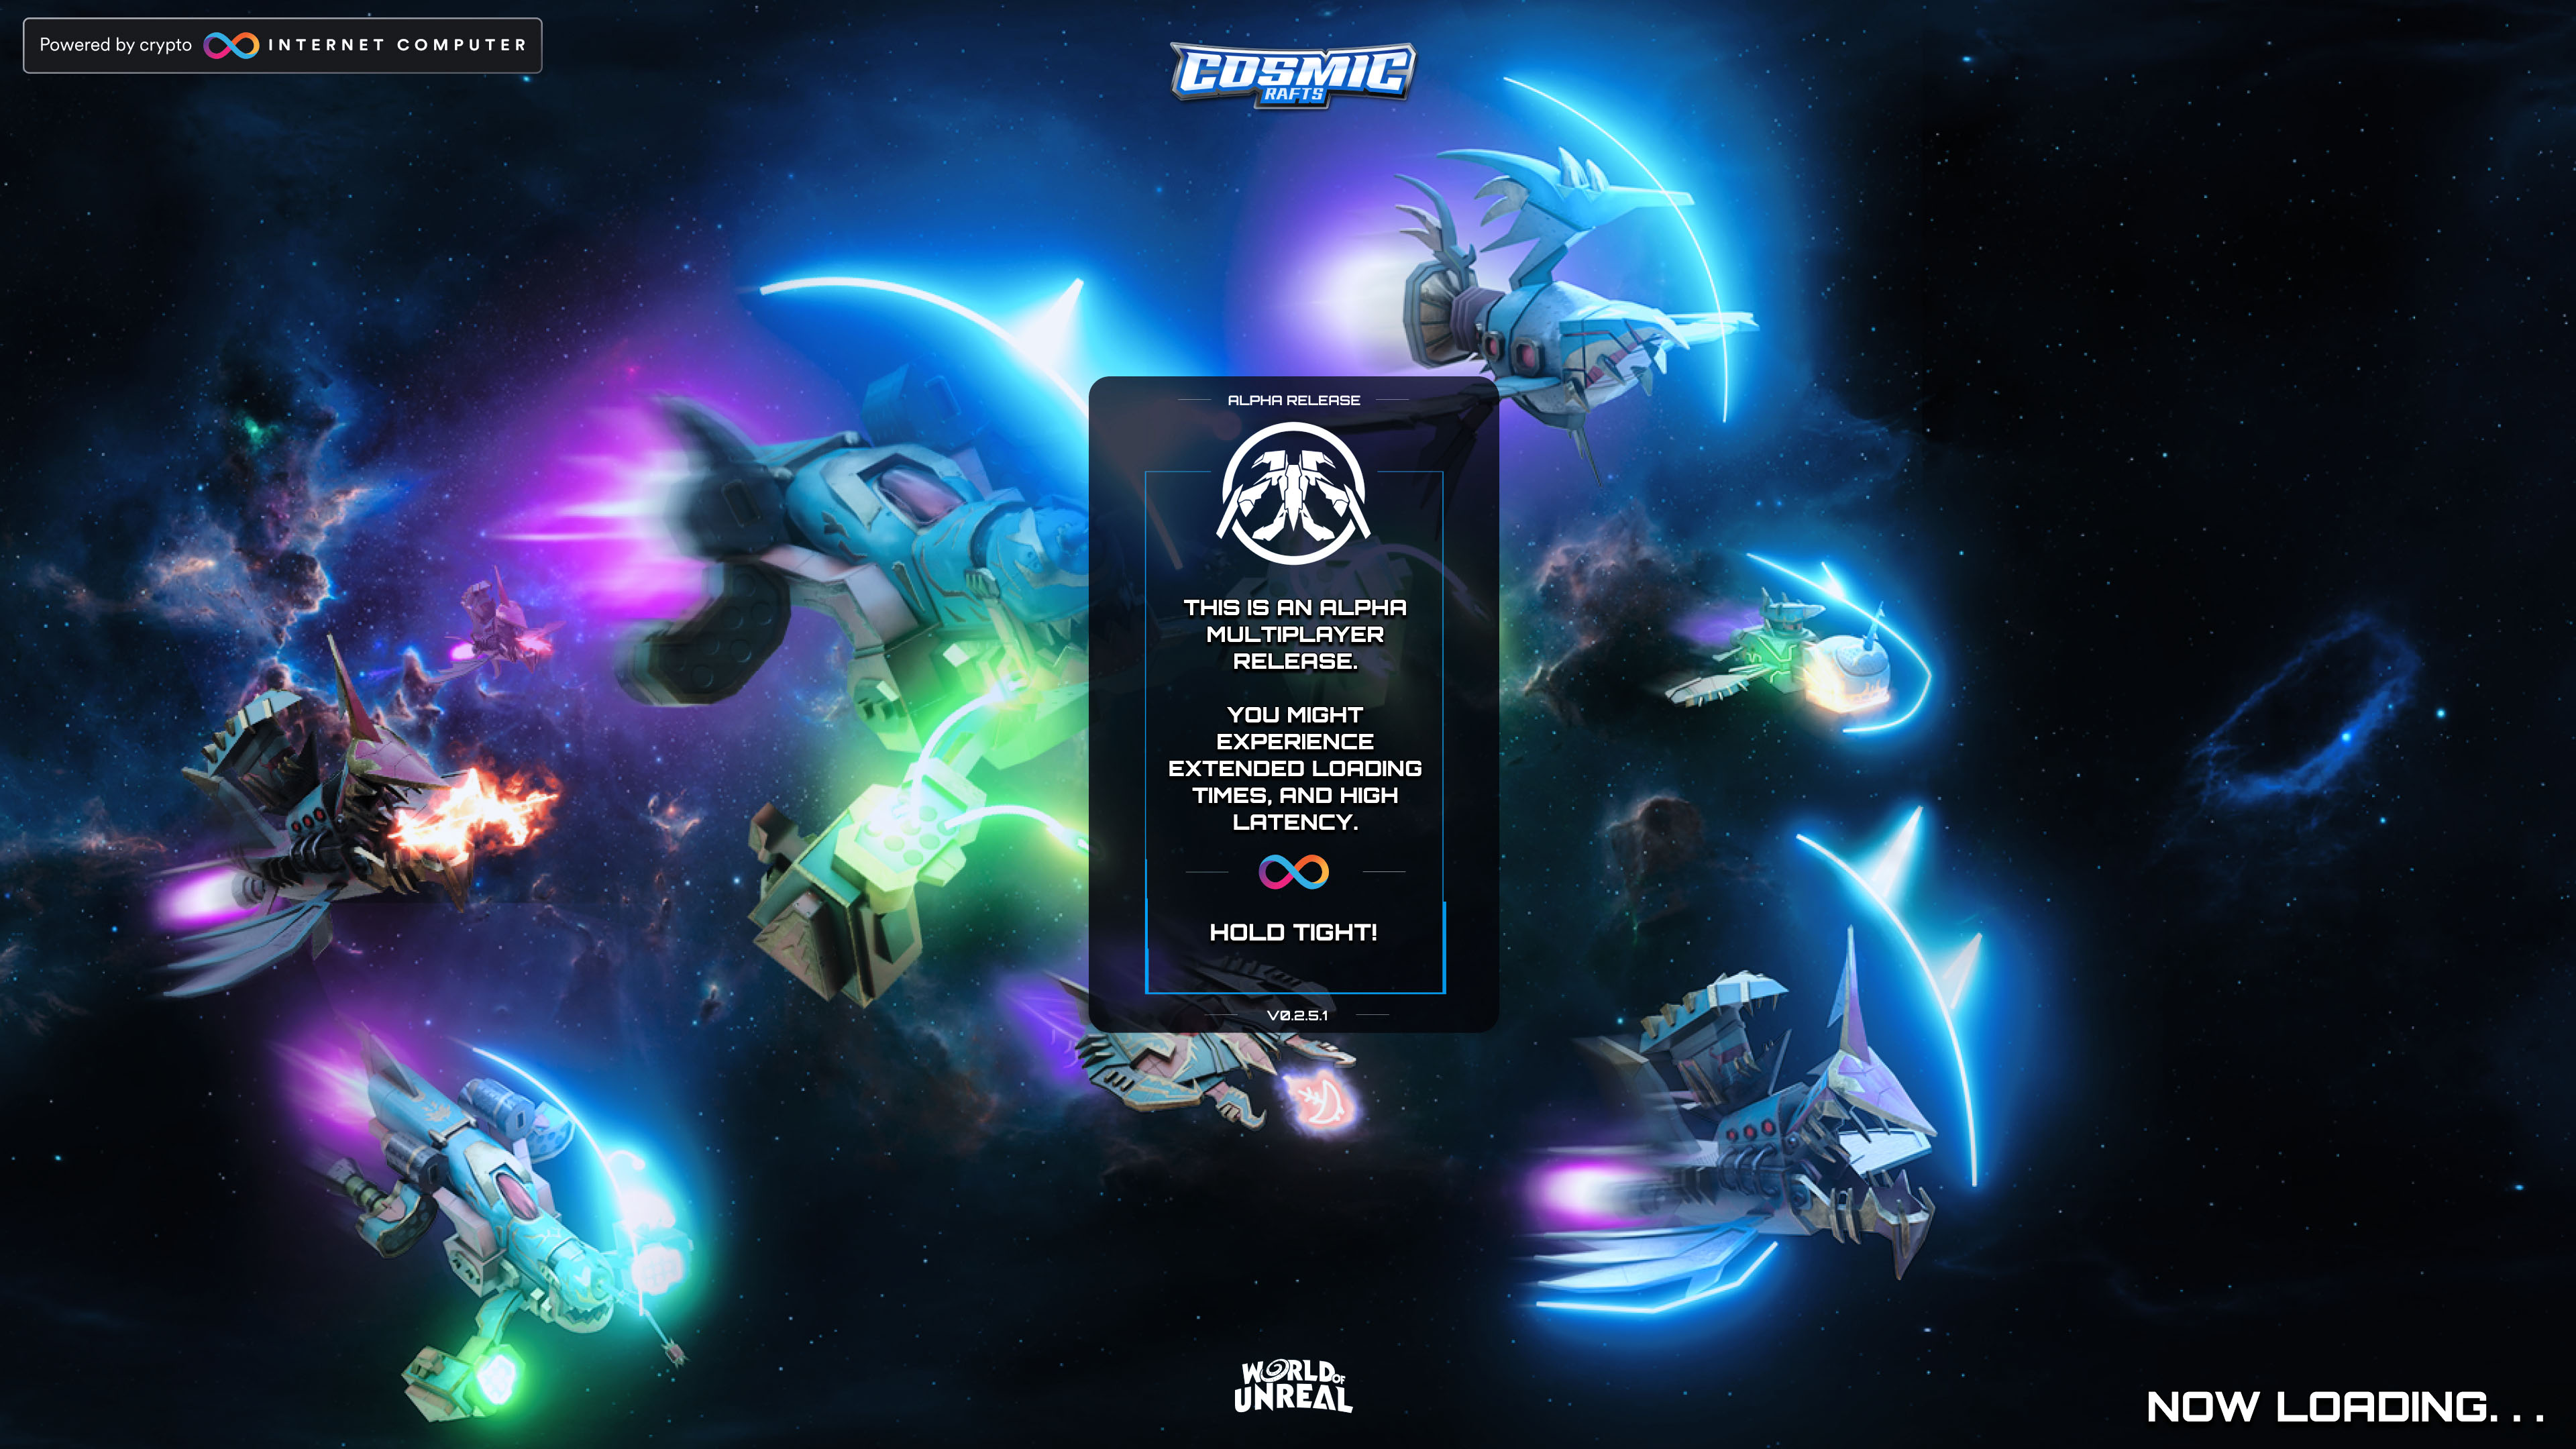 Powered by crypto INTERNET COMPUTER
COSMIC
RAFTS
ALPHA RELEASE
THIS IS AN ALPHA
MULTIPLAYER
RELEASE.
YOU MIGHT
EXPERIENCE
EXTENDED LOADING
TIMES, AND HIGH
LATENCY.
HOLD TIGHT!
V0.2.5.1
WORLD OF
UNREAL
NOW LOADING. . .